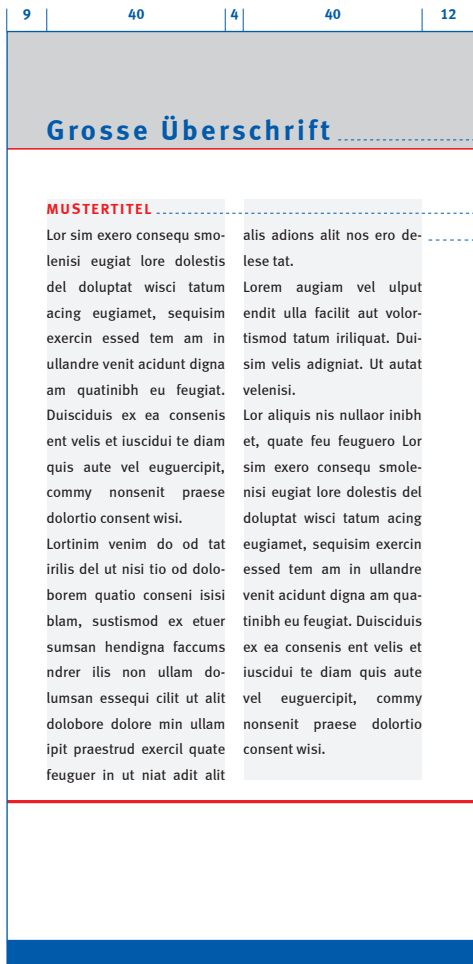 9 40 4 40 12
Grosse Überschrift
MUSTERTITEL
Lor sim exero consequ smo-
lenisi eugiat lore dolestis
del doluptat wisci tatum
acing eugiamet, sequisim
exercin essed tem am in
ullandre venit acidunt digna
am quatinibh eu feugiat.
Duisciduis ex ea consenis
ent velis et iuscidui te diam
quis aute vel euguercipit,
commy nonsenit praese
dolortio consent wisi.
Lortinim venim do od tat
irilis del ut nisi tio od dolo-
borem quatio conseni isisi
blam, sustismod ex etuer
sumsan hendigna faccums
ndrer ilis non ullam do-
lumsan essequi cilit ut alit
dolobore dolore min ullam
ipit praestrud exercil quate
feuguer in ut niat adit alit
alis adions alit nos ero de-
lese tat.
Lorem augiam vel ulput
endit ulla facilit aut volor-
tismod tatum iriliquat. Dui-
sim velis adigniat. Ut autat
velenisi.
Lor aliquis nis nullaor inibh
et, quate feu feuguero Lor
sim exero consequ smole-
nisi eugiat lore dolestis del
doluptat wisci tatum acing
eugiamet, sequisim exercin
essed tem am in ullandre
venit acidunt digna am qua-
tinibh eu feugiat. Duisciduis
ex ea consenis ent velis et
iuscidui te diam quis aute
vel euguercipit, commy
nonsenit praese dolortio
consent wisi.